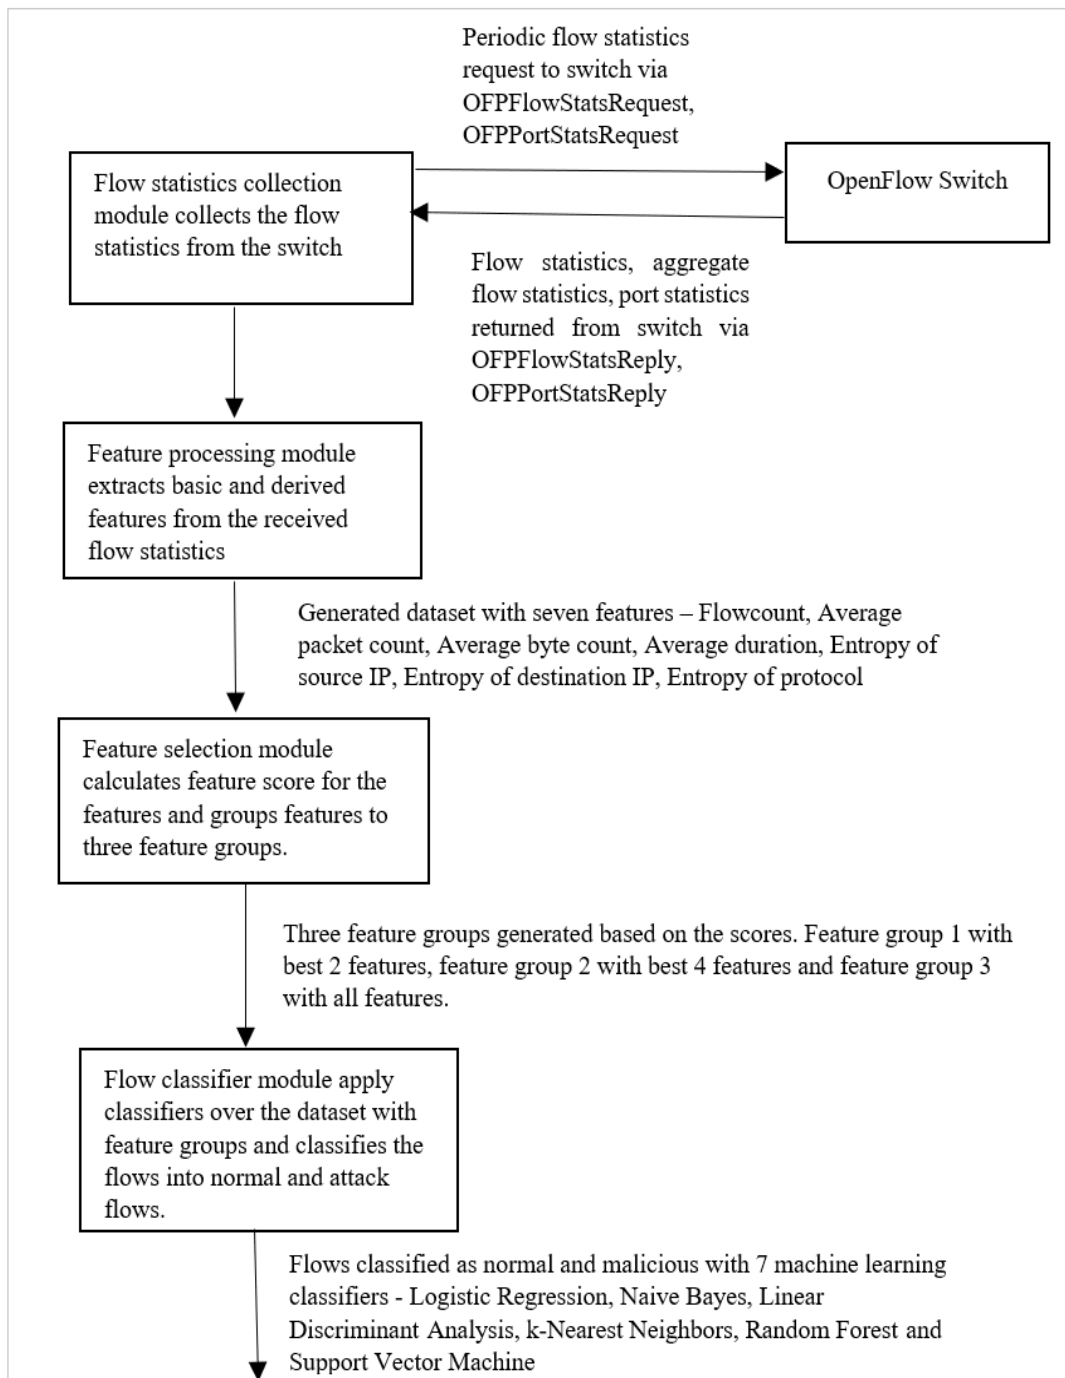 Periodic flow statistics
request to switch via
OFPFlowStatsRequest,
OFPPortStatsRequest
Flow statistics collection
module collects the flow
statistics from the switch
OpenFlow Switch
Flow statistics, aggregate
flow statistics, port statistics
returned from switch via
OFPFlowStatsReply,
OFPPortStatsReply
Feature processing module
extracts basic and derived
features from the received
flow statistics
Generated dataset with seven features – Flowcount, Average
packet count, Average byte count, Average duration, Entropy of
source IP, Entropy of destination IP, Entropy of protocol
Feature selection module
calculates feature score for the
features and groups features to
three feature groups.
Three feature groups generated based on the scores. Feature group 1 with
best 2 features, feature group 2 with best 4 features and feature group 3
with all features.
Flow classifier module apply
classifiers over the dataset with
feature groups and classifies the
flows into normal and attack
flows.
Flows classified as normal and malicious with 7 machine learning
classifiers - Logistic Regression, Naive Bayes, Linear
Discriminant Analysis, k-Nearest Neighbors, Random Forest and
Support Vector Machine